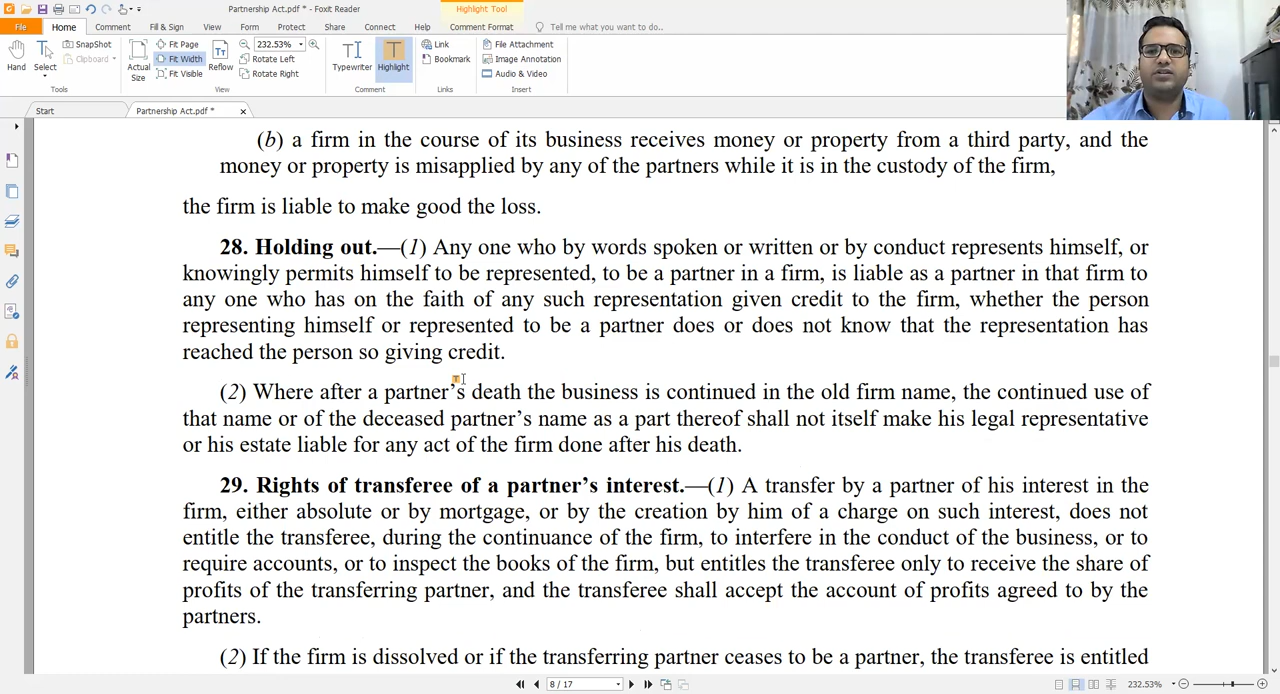 Partnership Act.pdf * - Foxit Reader
Highlight Tool
File Home Comment Fill & Sign View Form Protect Share Connect Help Comment Format Tell me what you want to do...
Hand
Select
SnapShot
Clipboard
Tools
Actual Size
Fit Page
Fit Width
Fit Visible
Reflow
232.53%
Rotate Left
Rotate Right
View
Typewriter
Highlight
Comment
Link
Bookmark
Links
File Attachment
Image Annotation
Audio & Video
Insert
Start
Partnership Act.pdf *
(b) a firm in the course of its business receives money or property from a third party, and the
money or property is misapplied by any of the partners while it is in the custody of the firm,
the firm is liable to make good the loss.
28. Holding out.—(1) Any one who by words spoken or written or by conduct represents himself, or
knowingly permits himself to be represented, to be a partner in a firm, is liable as a partner in that firm to
any one who has on the faith of any such representation given credit to the firm, whether the person
representing himself or represented to be a partner does or does not know that the representation has
reached the person so giving credit.
(2) Where after a partner’s death the business is continued in the old firm name, the continued use of
that name or of the deceased partner’s name as a part thereof shall not itself make his legal representative
or his estate liable for any act of the firm done after his death.
29. Rights of transferee of a partner’s interest.—(1) A transfer by a partner of his interest in the
firm, either absolute or by mortgage, or by the creation by him of a charge on such interest, does not
entitle the transferee, during the continuance of the firm, to interfere in the conduct of the business, or to
require accounts, or to inspect the books of the firm, but entitles the transferee only to receive the share of
profits of the transferring partner, and the transferee shall accept the account of profits agreed to by the
partners.
(2) If the firm is dissolved or if the transferring partner ceases to be a partner, the transferee is entitled
8 / 17
232.53%